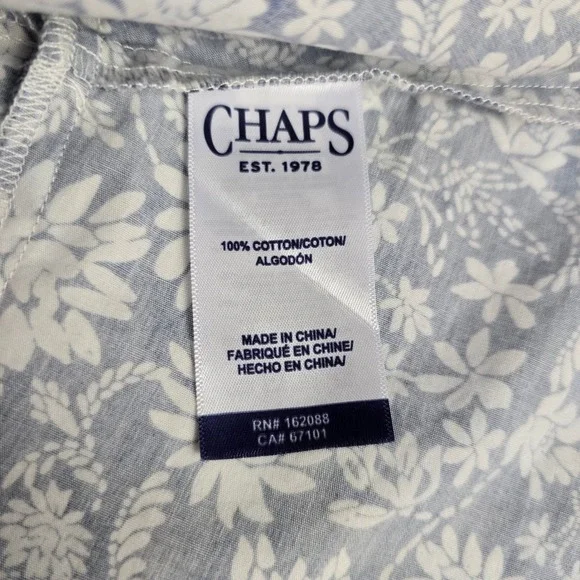 CHAPS
EST. 1978
100% COTTON/COTON/
ALGODÓN
MADE IN CHINA/
FABRIQUÉ EN CHINE/
HECHO EN CHINA/
RN# 162088
CA# 67101